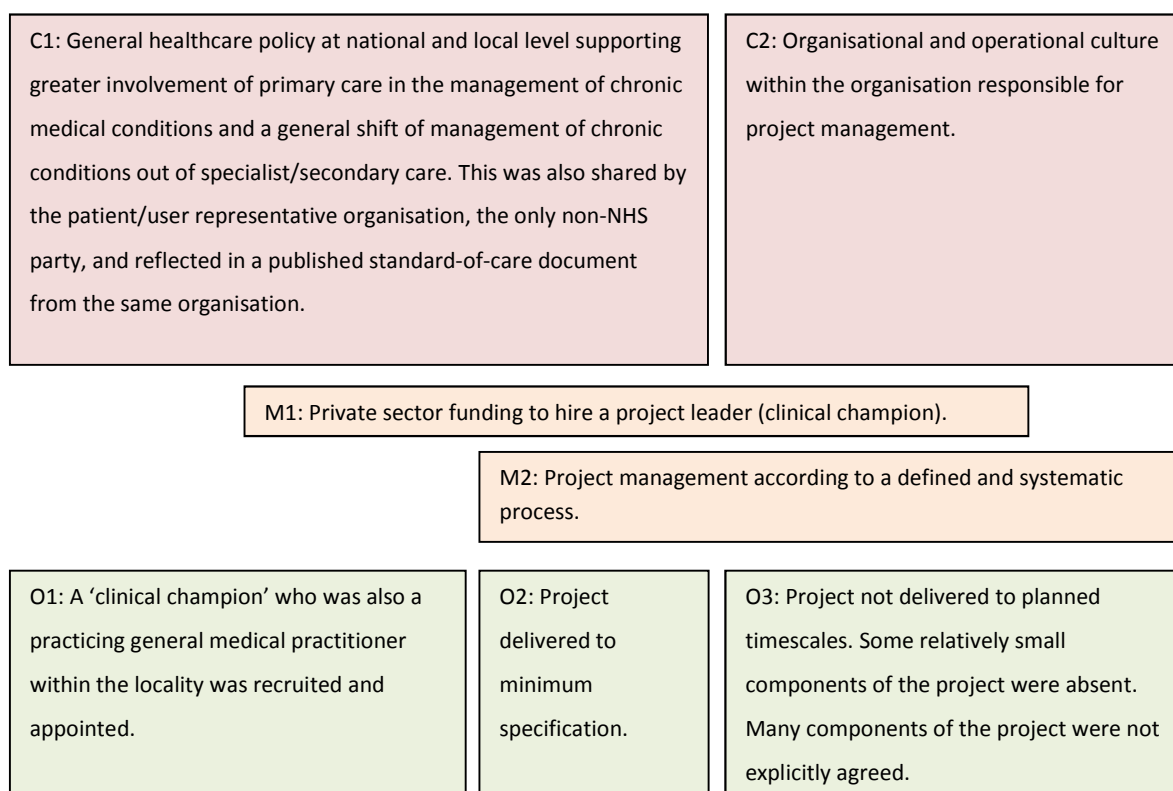 C1: General healthcare policy at national and local level supporting
greater involvement of primary care in the management of chronic
medical conditions and a general shift of management of chronic
conditions out of specialist/secondary care. This was also shared by
the patient/user representative organisation, the only non-NHS
party, and reflected in a published standard-of-care document
from the same organisation.
C2: Organisational and operational culture
within the organisation responsible for
project management.
M1: Private sector funding to hire a project leader (clinical champion).
M2: Project management according to a defined and systematic
process.
O1: A ‘clinical champion’ who was also a
practicing general medical practitioner
within the locality was recruited and
appointed.
O2: Project
delivered to
minimum
specification.
O3: Project not delivered to planned
timescales. Some relatively small
components of the project were absent.
Many components of the project were not
explicitly agreed.